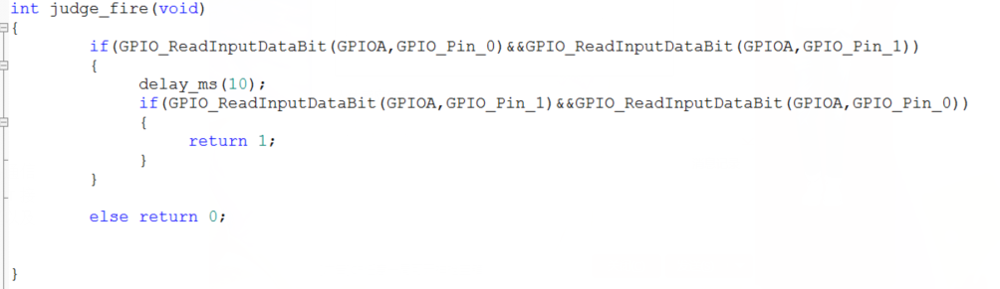 int judge_fire(void)
{
if(GPIO_ReadInputDataBit(GPIOA,GPIO_Pin_0)&&GPIO_ReadInputDataBit(GPIOA,GPIO_Pin_1))
{
delay_ms(10);
if(GPIO_ReadInputDataBit(GPIOA,GPIO_Pin_1)&&GPIO_ReadInputDataBit(GPIOA,GPIO_Pin_0))
{
return 1;
}
}
else return 0;
}